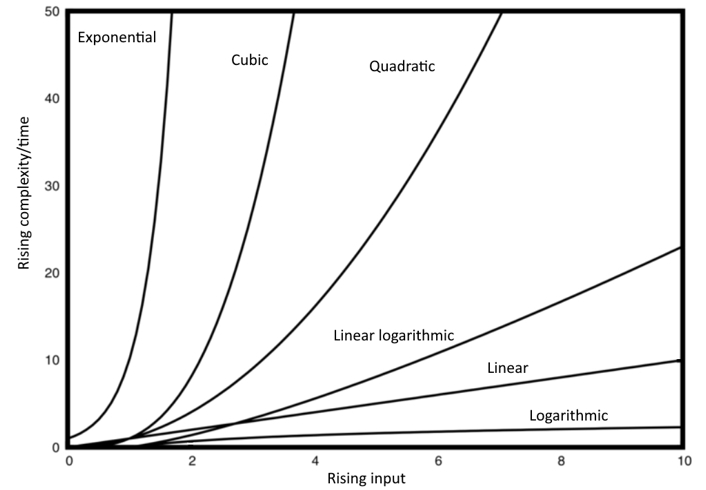 50
Exponential
Cubic
Quadratic
40
30
20
10
0
Rising complexity/time
Linear logarithmic
Linear
Logarithmic
0 2 4 6 8 10
Rising input